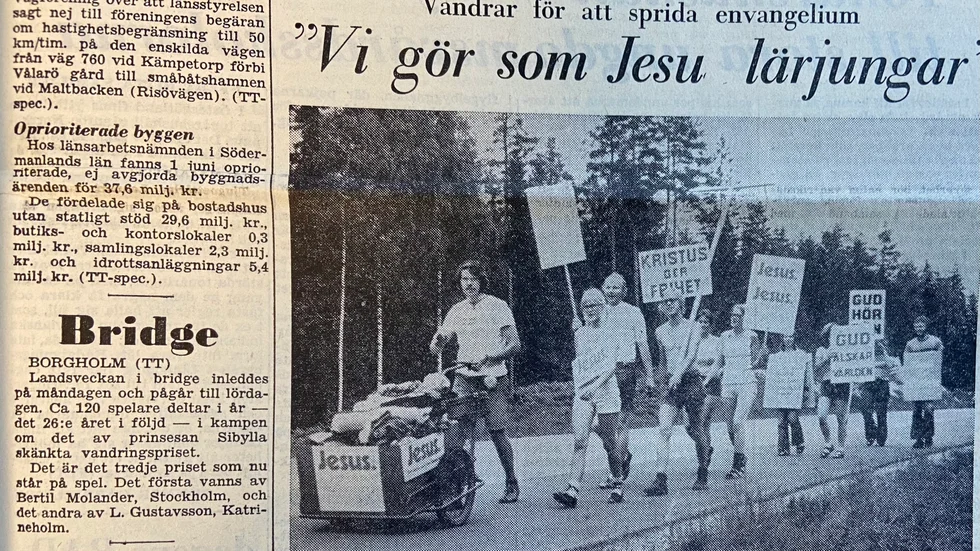 vägförening över att länsstyrelsen
sagt nej till föreningens begäran
om hastighetsbegränsning till 50
km/tim. på den enskilda vägen
från väg 760 vid Kämpetorp förbi
Vålarö gård till småbåtshamnen
vid Maltbacken (Risövägen). (TT-
spec.).
Oprioriterade byggen
Hos länsarbetsnämnden i Söder-
manlands län fanns 1 juni oprio-
riterade, ej avgjorda byggnads-
ärenden för 37,6 milj. kr.
De fördelade sig på bostadshus
utan statligt stöd 29,6 milj. kr.,
butiks- och kontorslokaler 0,3
milj. kr., samlingslokaler 2,3 milj.
kr. och idrottsanläggningar 5,4
milj. kr. (TT-spec.).
Bridge
BORGHOLM (TT)
Landsveckan i bridge inleddes
på måndagen och pågår till lörda-
gen. Ca 120 spelare deltar i år —
det 26:e året i följd — i kampen
om det av prinsesan Sibylla
skänkta vandringspriset.
Det är det tredje priset som nu
står på spel. Det första vanns av
Bertil Molander, Stockholm, och
det andra av L. Gustavsson, Katri-
neholm.
Vandrar för att sprida envangelium
”Vi gör som Jesu lärjungar”
KRISTUS
GER
FRIHET
Jesus.
Jesus.
GUD
HÖR
GUD
ÄLSKAR
VÄRLDEN
Jesus
Jesus.
Jesus.